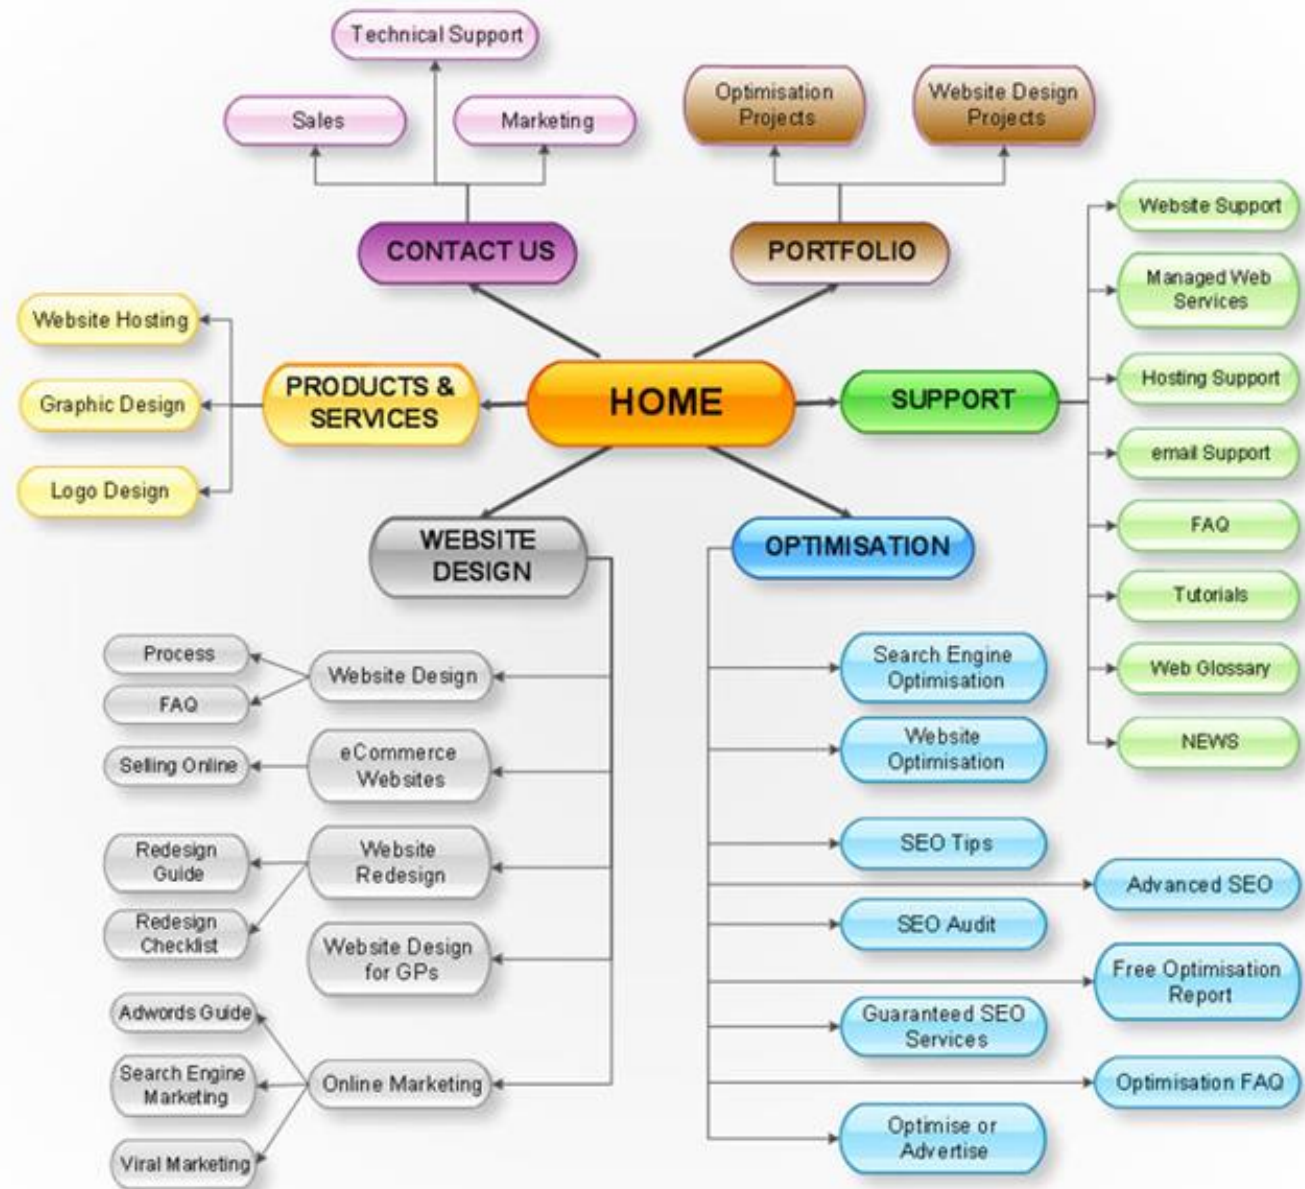 Technical Support
Sales
Marketing
CONTACT US
Optimisation
Projects
Website Design
Projects
PORTFOLIO
Website Hosting
Graphic Design
Logo Design
PRODUCTS &
SERVICES
HOME
SUPPORT
Website Support
Managed Web
Services
Hosting Support
email Support
FAQ
Tutorials
Web Glossary
NEWS
WEBSITE
DESIGN
Website Design
Process
FAQ
eCommerce
Websites
Selling Online
Website
Redesign
Redesign
Guide
Redesign
Checklist
Website Design
for GPs
Online Marketing
Adwords Guide
Search Engine
Marketing
Viral Marketing
OPTIMISATION
Search Engine
Optimisation
Website
Optimisation
SEO Tips
Advanced SEO
SEO Audit
Free Optimisation
Report
Guaranteed SEO
Services
Optimisation FAQ
Optimise or
Advertise